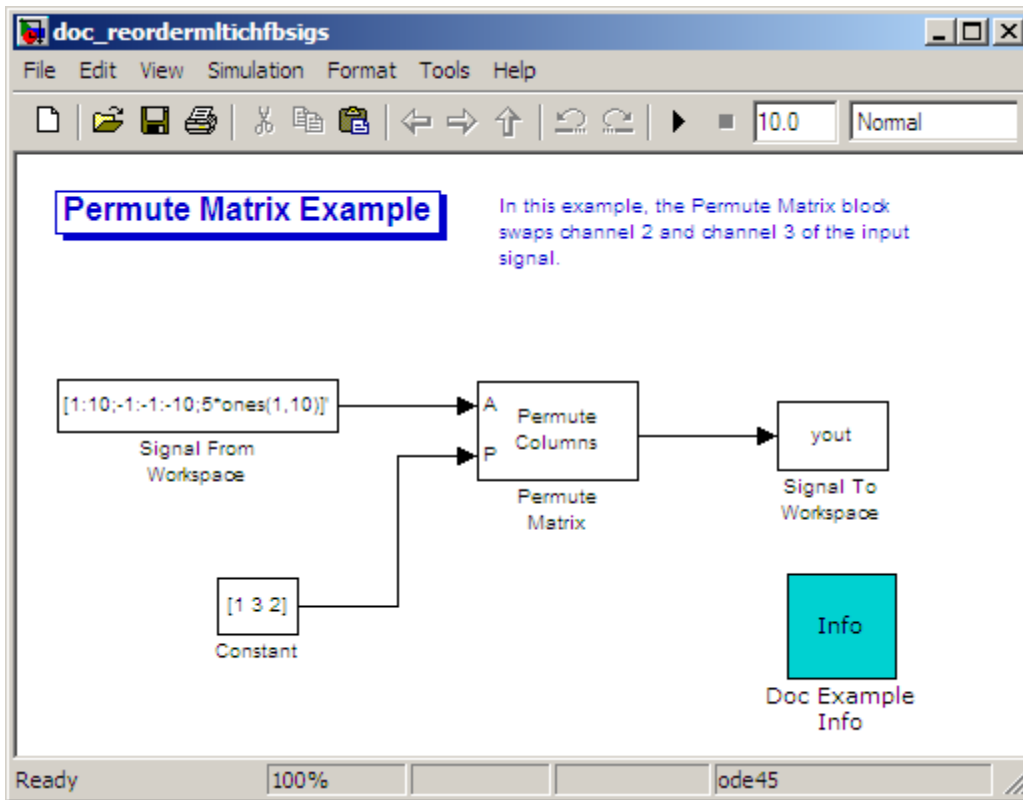 doc_reordermltichfbsigs
File Edit View Simulation Format Tools Help
10.0 Normal
Permute Matrix Example
In this example, the Permute Matrix block
swaps channel 2 and channel 3 of the input
signal.
[1:10;-1:-1:-10;5*ones(1,10)]'
Signal From
Workspace
A
P
Permute
Columns
Permute
Matrix
yout
Signal To
Workspace
[1 3 2]
Constant
Info
Doc Example
Info
Ready 100% ode45